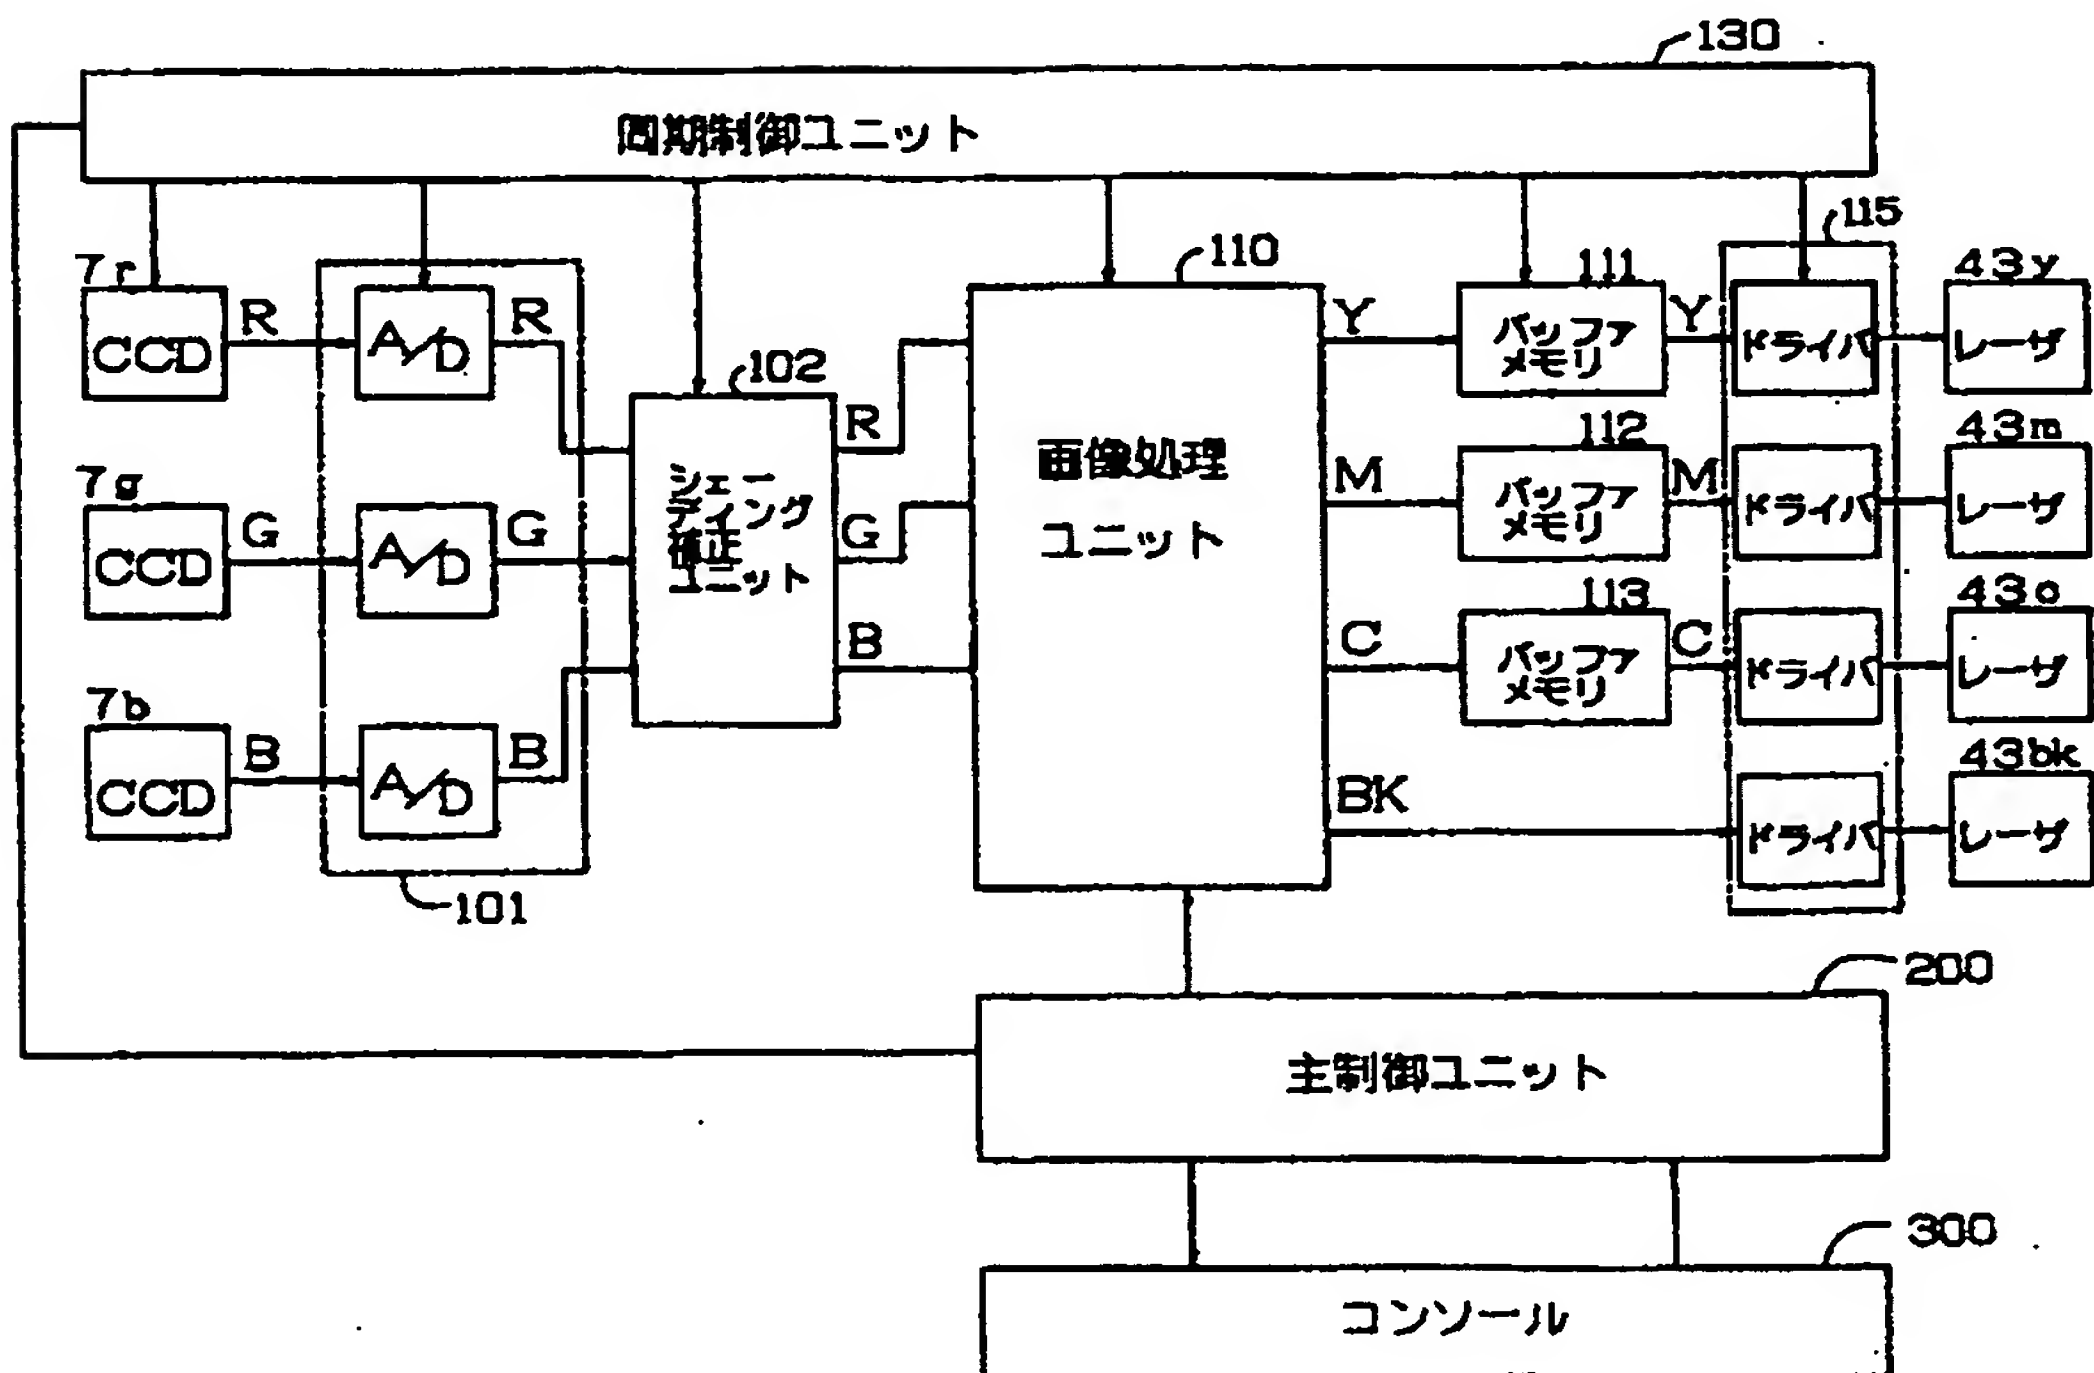 130
同期制御ユニット
115
7r
CCD
R
A/D
R
102
R
110
Y
111
バッファ
メモリ
Y
ドライバ
43y
レーザ
7g
CCD
G
A/D
G
シェー
ディング
補正
ユニット
G
画像処理
ユニット
M
112
バッファ
メモリ
M
ドライバ
43m
レーザ
7b
CCD
B
A/D
B
B
C
113
バッファ
メモリ
C
ドライバ
43c
レーザ
101
BK
ドライバ
43bk
レーザ
200
主制御ユニット
300
コンソール